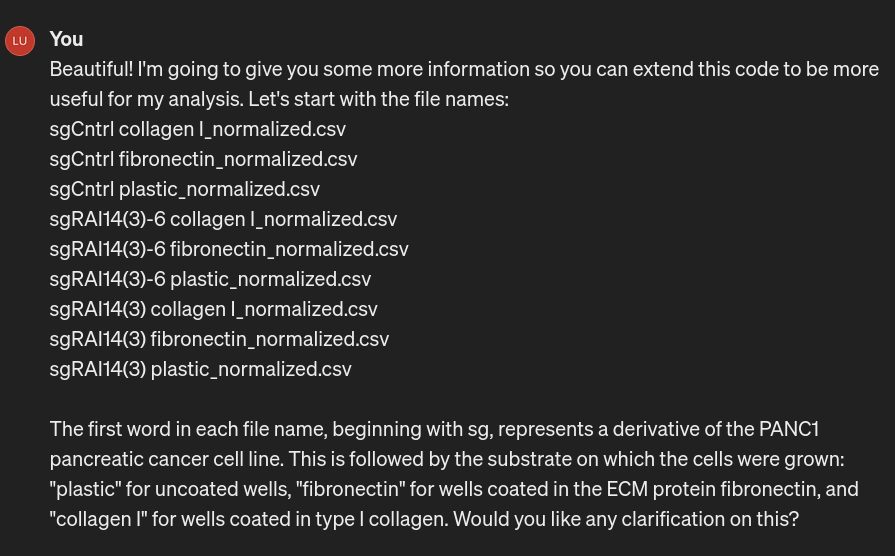 LU
You
Beautiful! I'm going to give you some more information so you can extend this code to be more
useful for my analysis. Let's start with the file names:
sgCntrl collagen I_normalized.csv
sgCntrl fibronectin_normalized.csv
sgCntrl plastic_normalized.csv
sgRAI14(3)-6 collagen I_normalized.csv
sgRAI14(3)-6 fibronectin_normalized.csv
sgRAI14(3)-6 plastic_normalized.csv
sgRAI14(3) collagen I_normalized.csv
sgRAI14(3) fibronectin_normalized.csv
sgRAI14(3) plastic_normalized.csv
The first word in each file name, beginning with sg, represents a derivative of the PANC1
pancreatic cancer cell line. This is followed by the substrate on which the cells were grown:
"plastic" for uncoated wells, "fibronectin" for wells coated in the ECM protein fibronectin, and
"collagen I" for wells coated in type I collagen. Would you like any clarification on this?